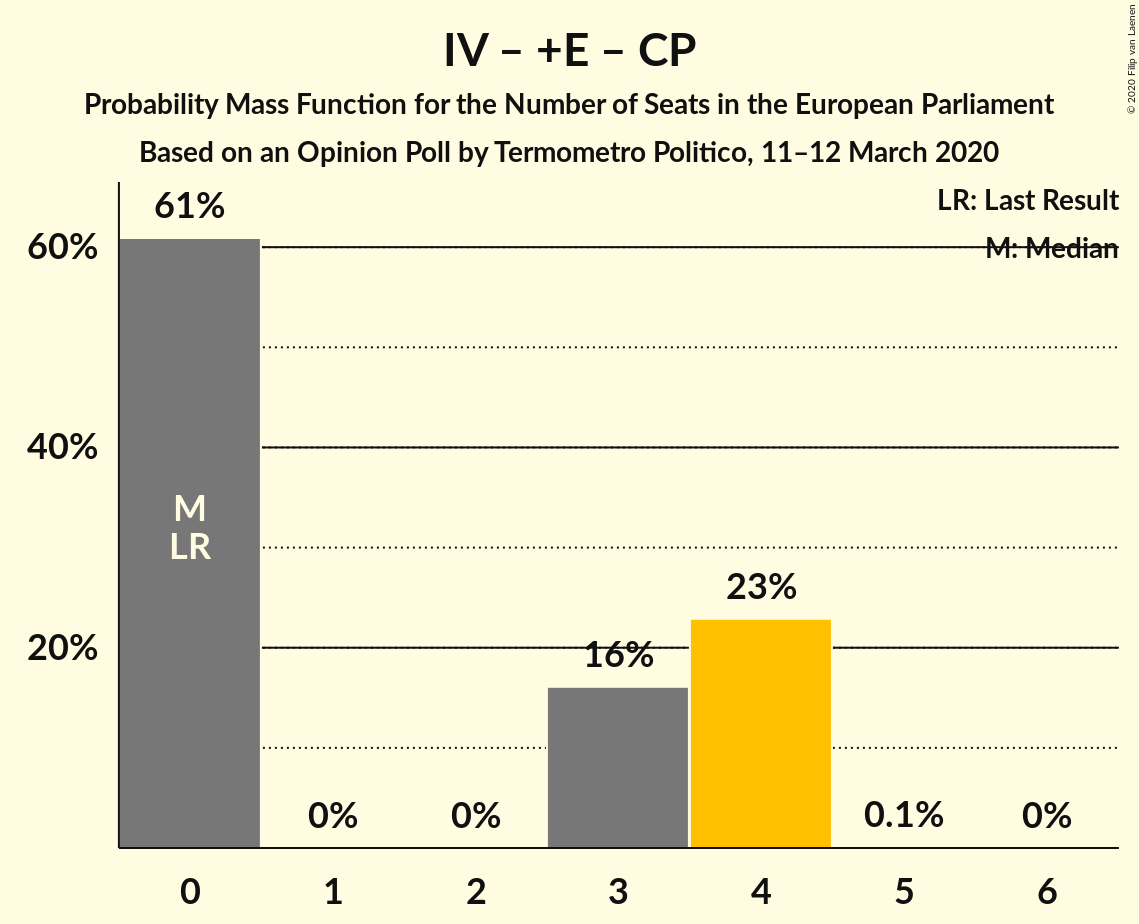 IV – +E – CP
Probability Mass Function for the Number of Seats in the European Parliament
Based on an Opinion Poll by Termometro Politico, 11–12 March 2020
© 2020 Filip van Laenen
LR: Last Result
M: Median
61%
60%
40%
20%
M
LR
0%
0%
16%
23%
0.1%
0%
0 1 2 3 4 5 6